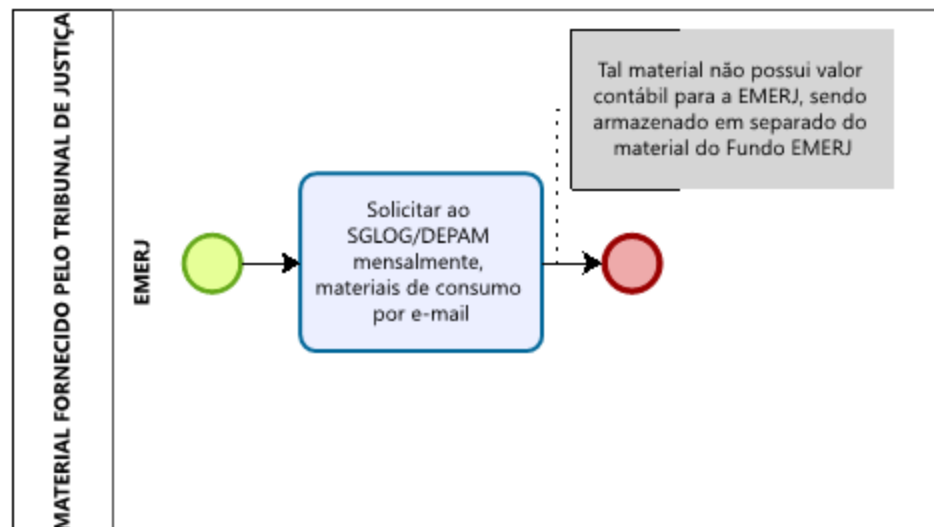 MATERIAL FORNECIDO PELO TRIBUNAL DE JUSTIÇA
EMERJ
Solicitar ao
SGLOG/DEPAM
mensalmente,
materiais de consumo
por e-mail
Tal material não possui valor
contábil para a EMERJ, sendo
armazenado em separado do
material do Fundo EMERJ